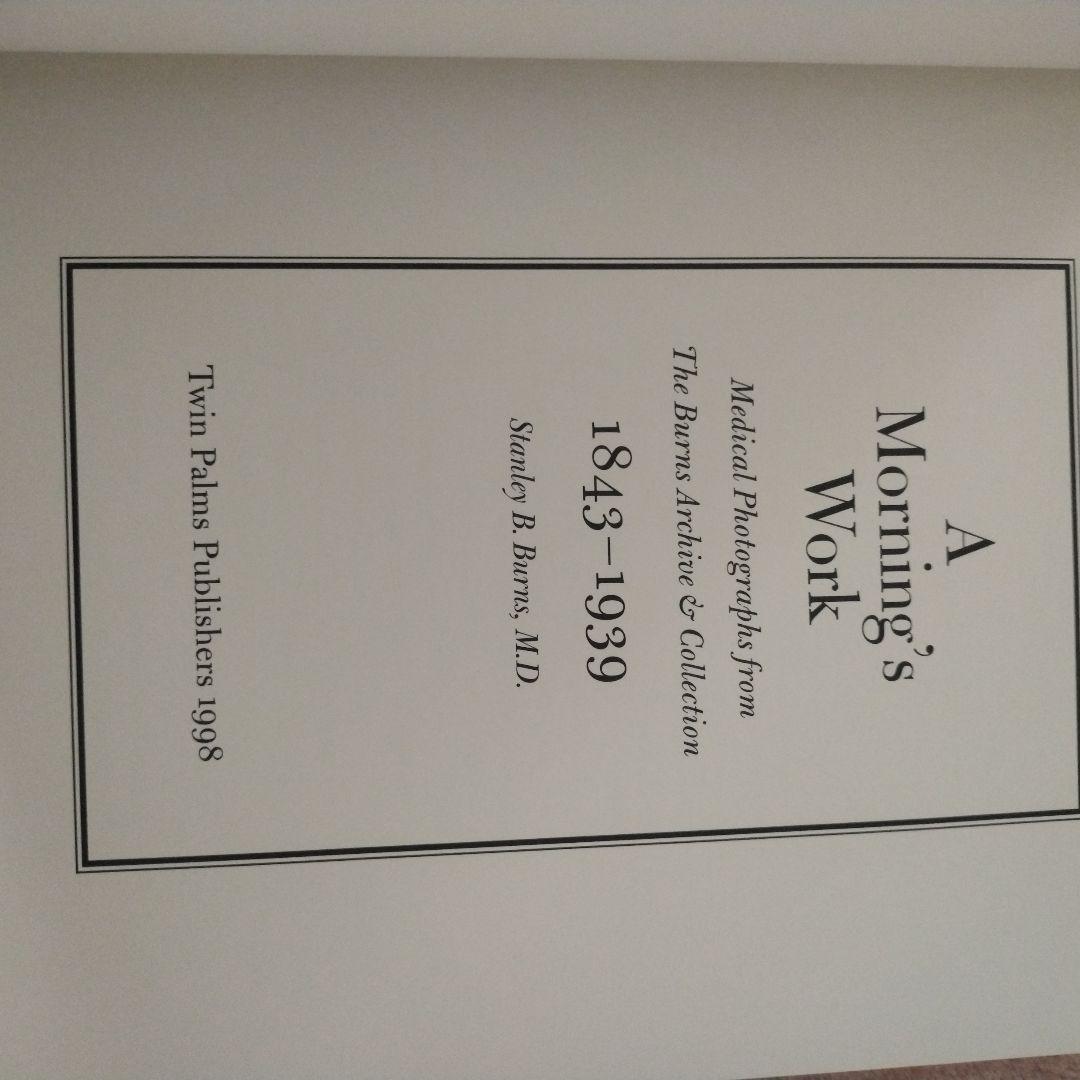 A
Morning's
Work
Medical Photographs from
The Burns Archive & Collection
1843–1939
Stanley B. Burns, M.D.
Twin Palms Publishers 1998